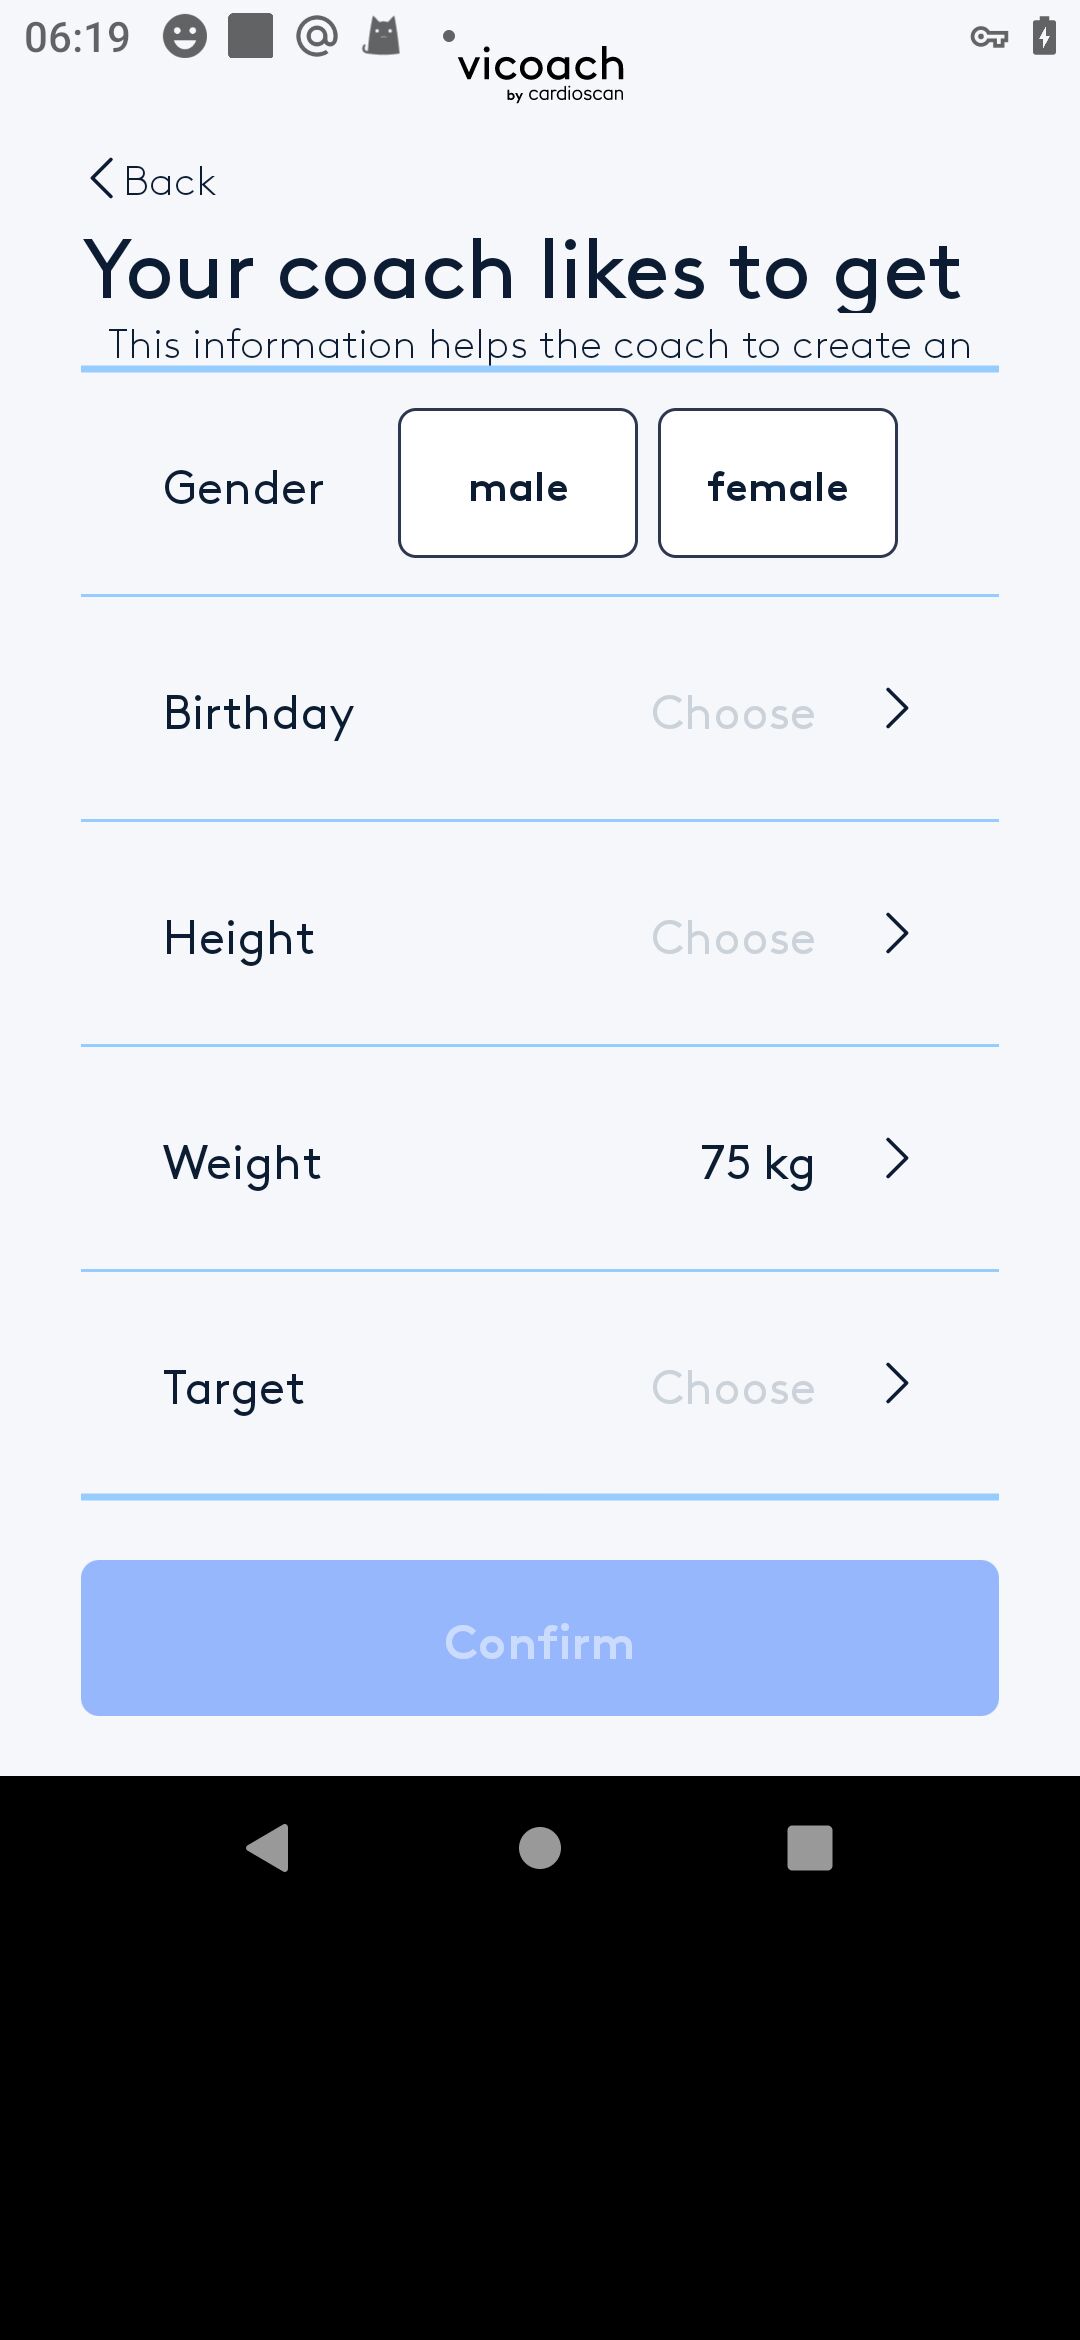 06:19
vicoach
by cardioscan
Back
Your coach likes to get
This information helps the coach to create an
Gender male female
Birthday Choose
Height Choose
Weight 75 kg
Target Choose
Confirm